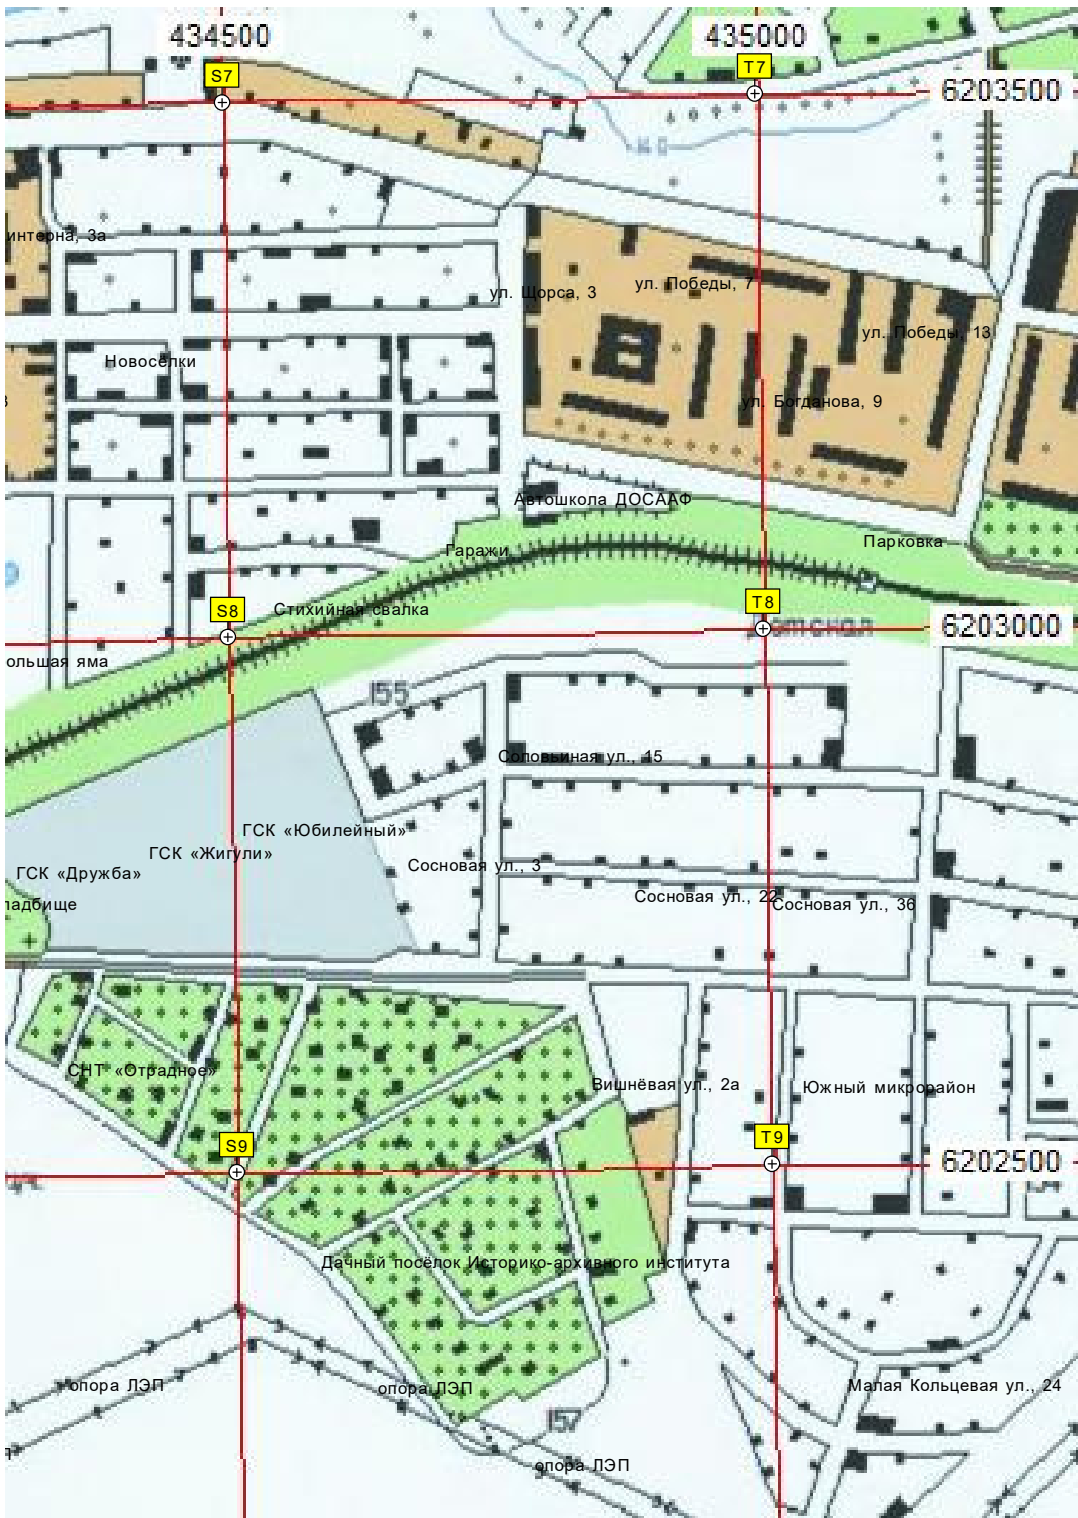 434500
435000
S7
T7
6203500
интерна, 3а
ул. Щорса, 3
ул. Победы, 7
ул. Победы, 13
Новосёлки
ул. Богданова, 9
Автошкола ДОСААФ
Парковка
Гаражи
Стихийная свалка
S8
T8
6203000
ольшая яма
155
Соловьиная ул., 15
ГСК «Юбилейный»
ГСК «Жигули»
Сосновая ул., 3
ГСК «Дружба»
Сосновая ул., 22
Сосновая ул., 36
ладбище
СНТ «Отрадное»
Вишнёвая ул., 2а
Южный микрорайон
S9
T9
6202500
Дачный посёлок Историко-архивного института
опора ЛЭП
опора ЛЭП
Малая Кольцевая ул., 24
157
опора ЛЭП